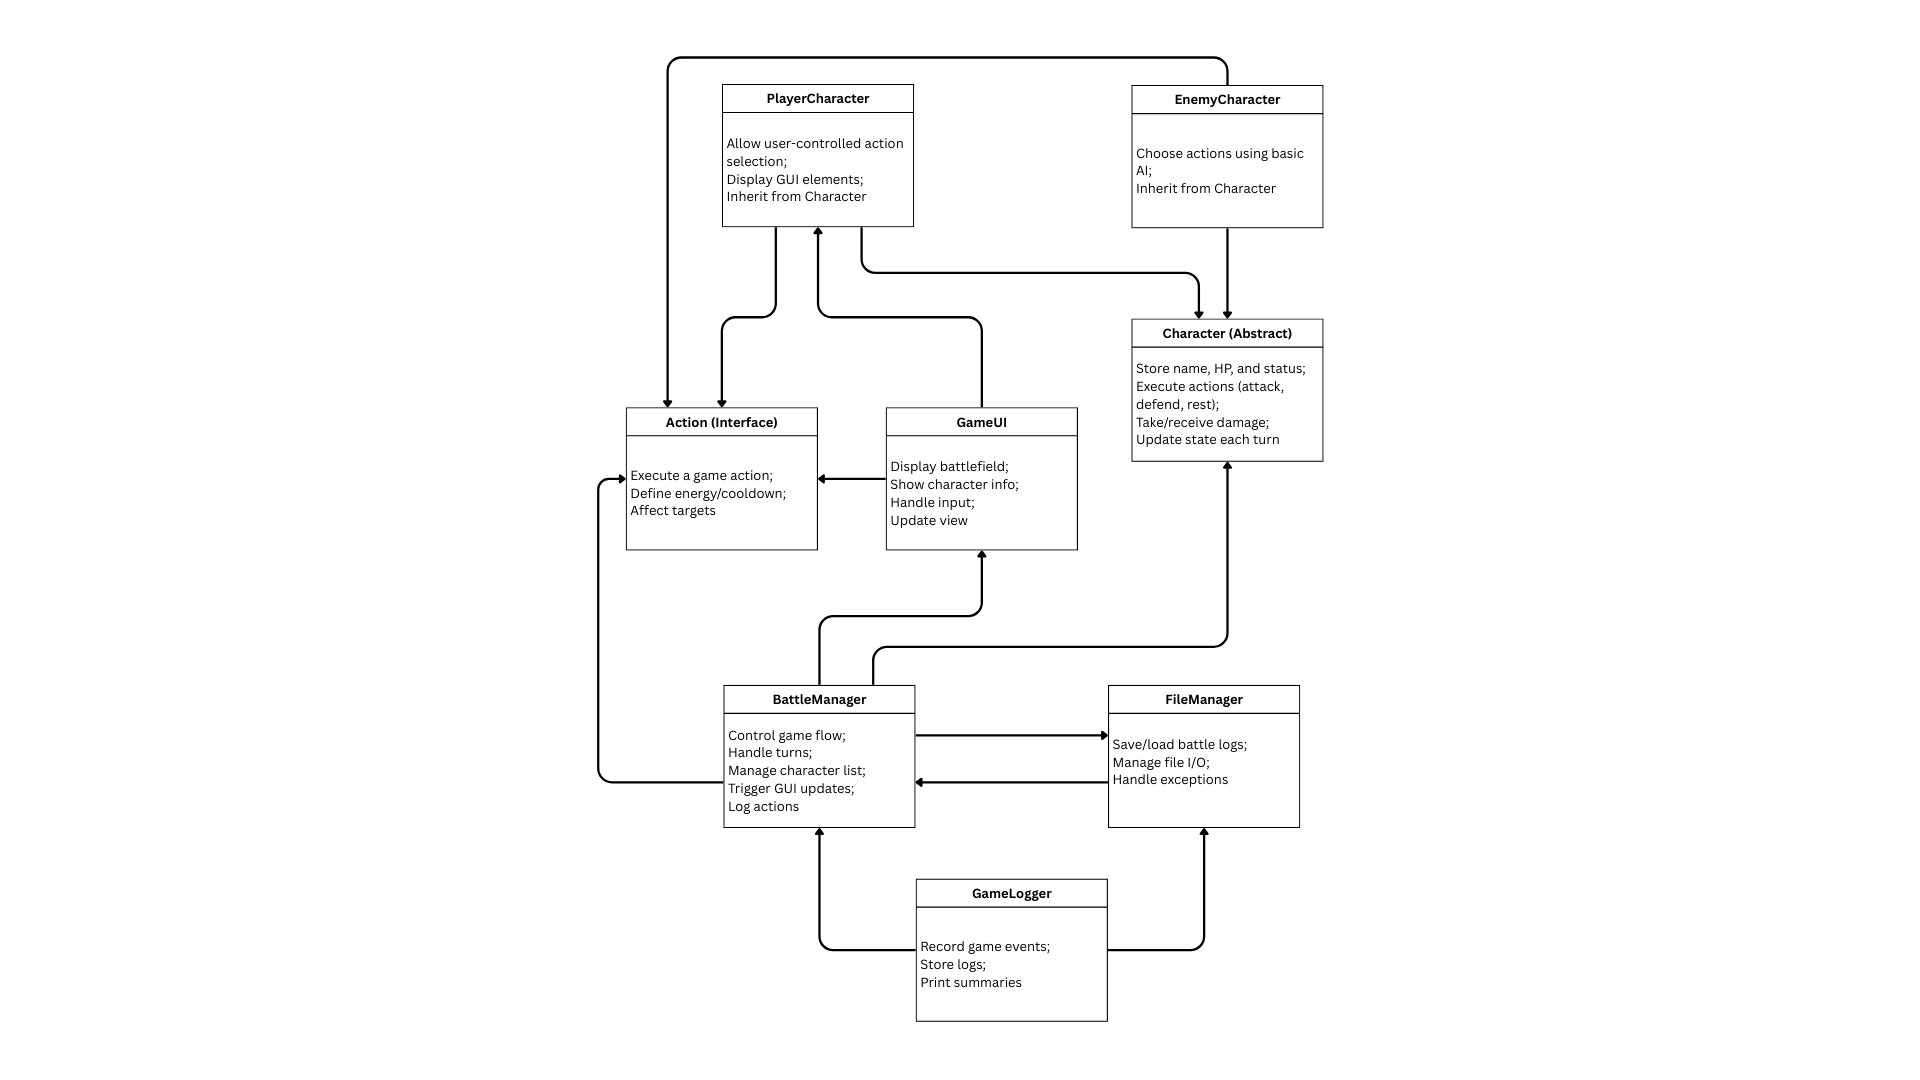 PlayerCharacter
Allow user-controlled action
selection;
Display GUI elements;
Inherit from Character
EnemyCharacter
Choose actions using basic
AI;
Inherit from Character
Character (Abstract)
Store name, HP, and status;
Execute actions (attack,
defend, rest);
Take/receive damage;
Update state each turn
Action (Interface)
Execute a game action;
Define energy/cooldown;
Affect targets
GameUI
Display battlefield;
Show character info;
Handle input;
Update view
BattleManager
Control game flow;
Handle turns;
Manage character list;
Trigger GUI updates;
Log actions
FileManager
Save/load battle logs;
Manage file I/O;
Handle exceptions
GameLogger
Record game events;
Store logs;
Print summaries